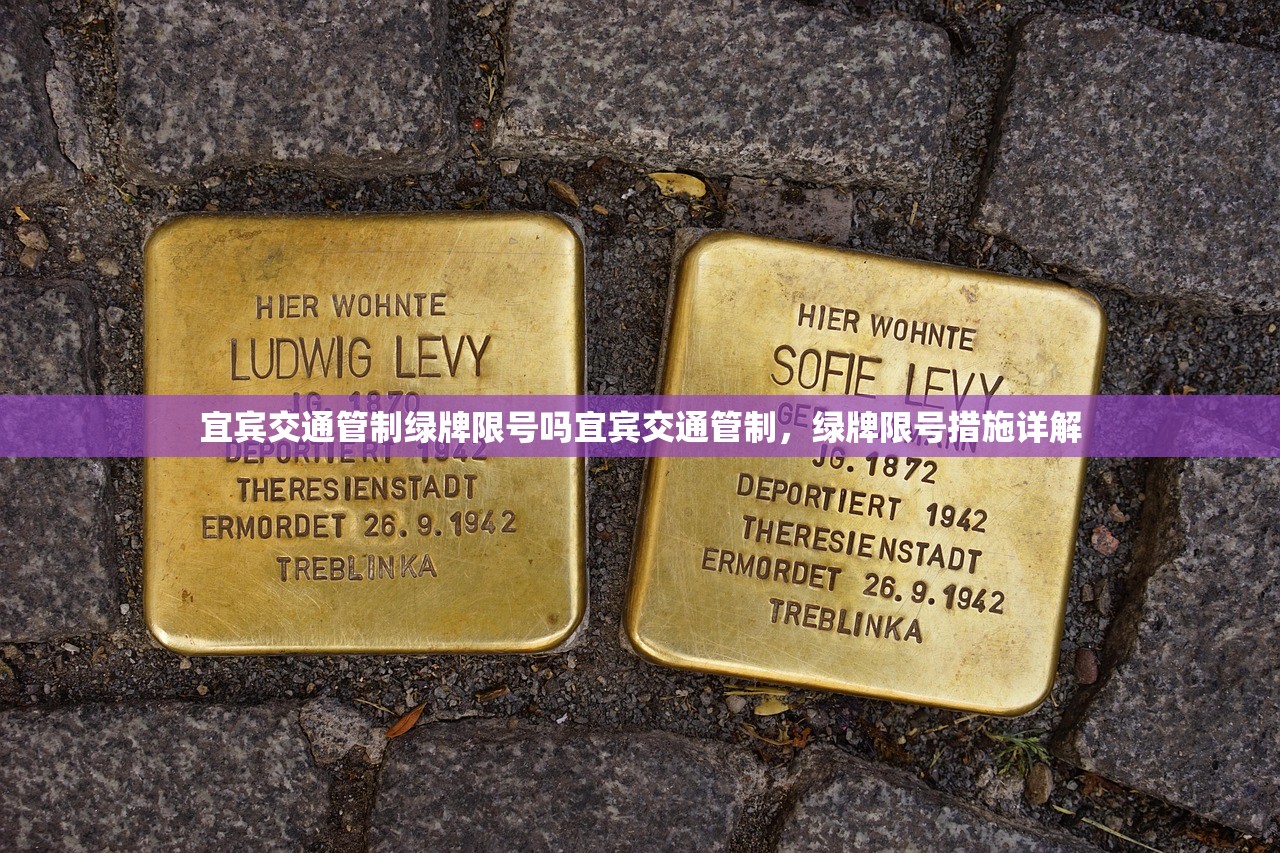 HIER WOHNTE
LUDWIG LEVY
JG. 1870
DEPORTIERT 1942
THERESIENSTADT
ERMORDET 26.9.1942
TREBLINKA
HIER WOHNTE
SOFIE LEVY
JG. 1872
DEPORTIERT 1942
THERESIENSTADT
ERMORDET 26.9.1942
TREBLINKA
宜宾交通管制绿牌限号吗宜宾交通管制，绿牌限号措施详解